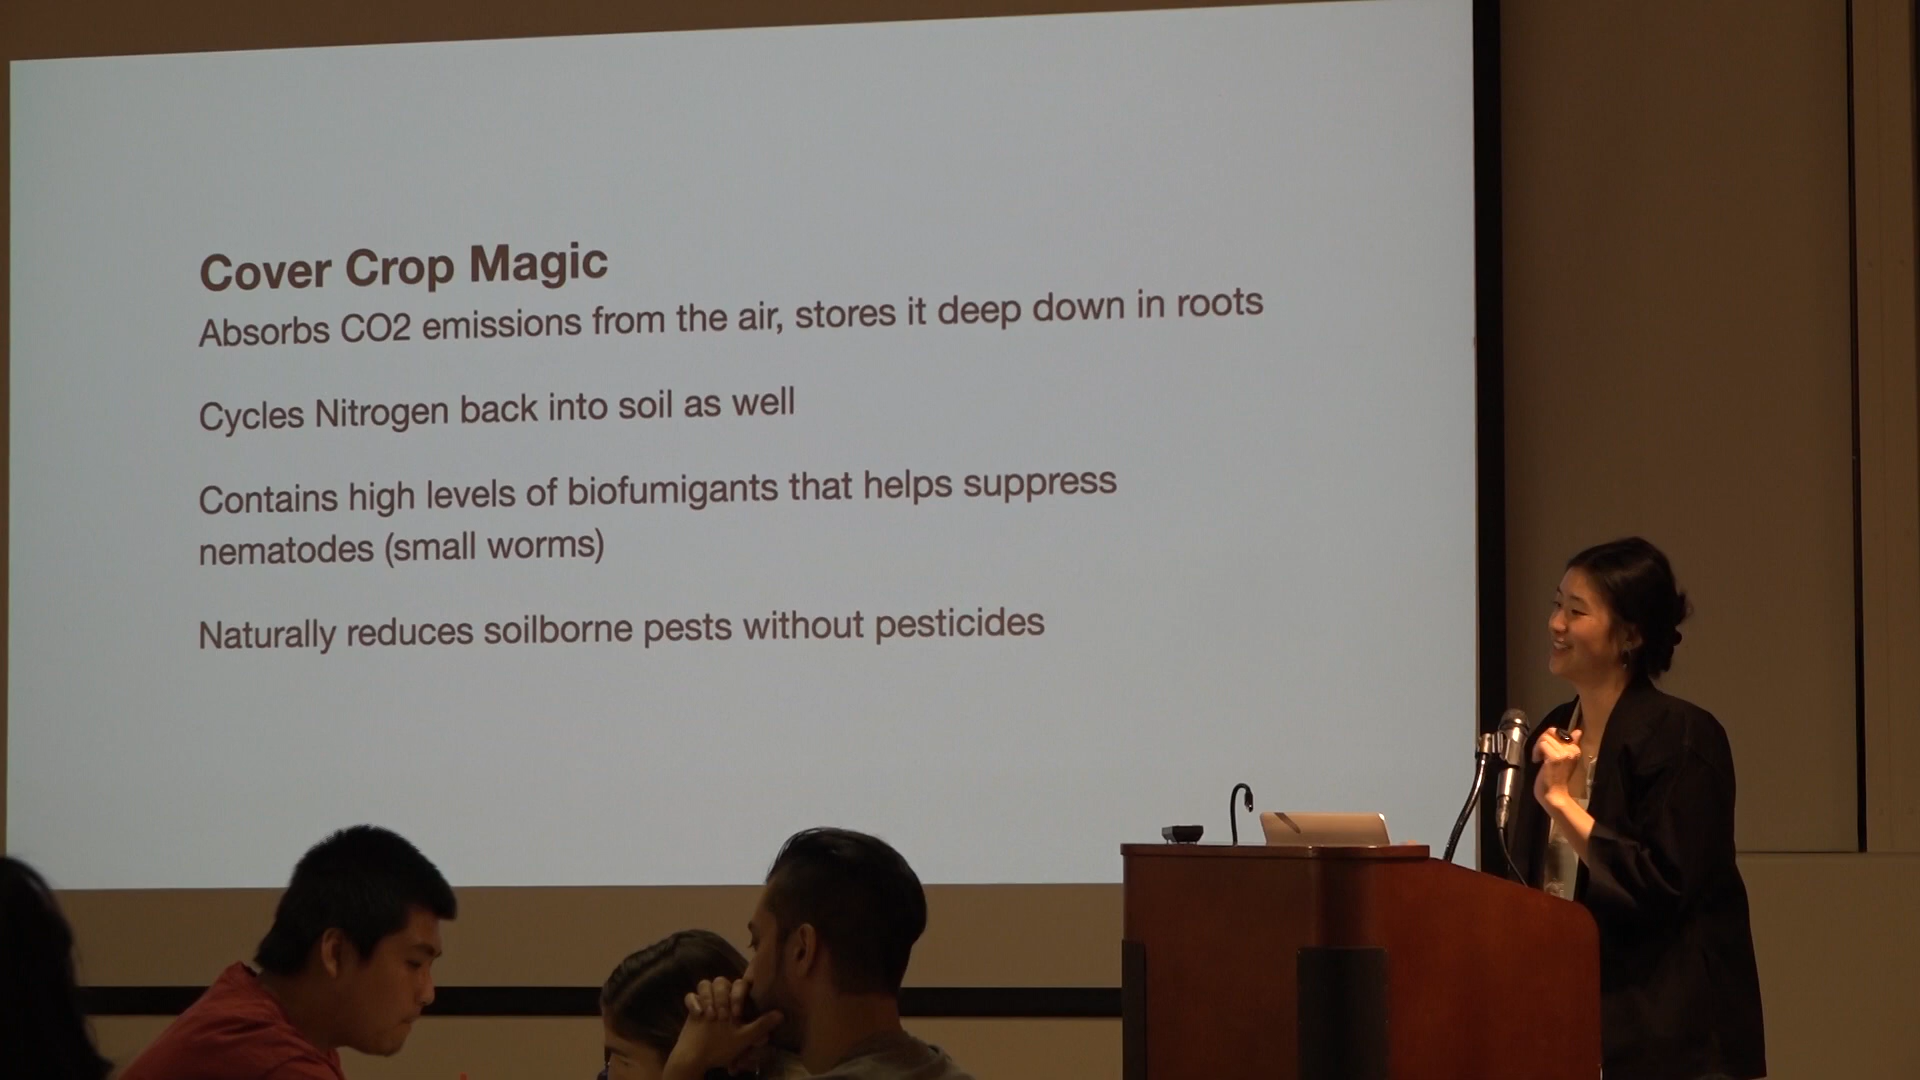 Cover Crop Magic
Absorbs CO2 emissions from the air, stores it deep down in roots
Cycles Nitrogen back into soil as well
Contains high levels of biofumigants that helps suppress
nematodes (small worms)
Naturally reduces soilborne pests without pesticides